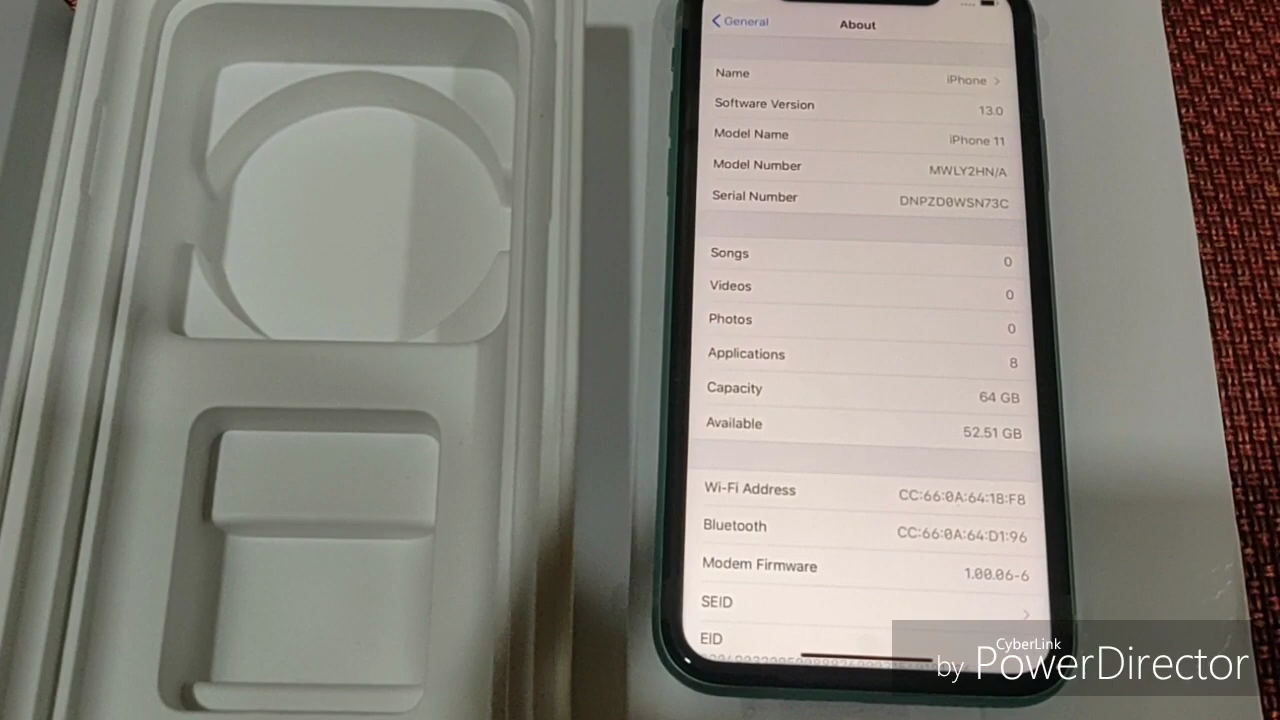 General
About
Name iPhone
Software Version 13.0
Model Name iPhone 11
Model Number MWLY2HN/A
Serial Number DNPZD0WSN73C
Songs 0
Videos 0
Photos 0
Applications 8
Capacity 64 GB
Available 52.51 GB
Wi-Fi Address CC:66:0A:64:18:F8
Bluetooth CC:66:0A:64:D1:96
Modem Firmware 1.00.06-6
SEID
EID
CyberLink
by PowerDirector